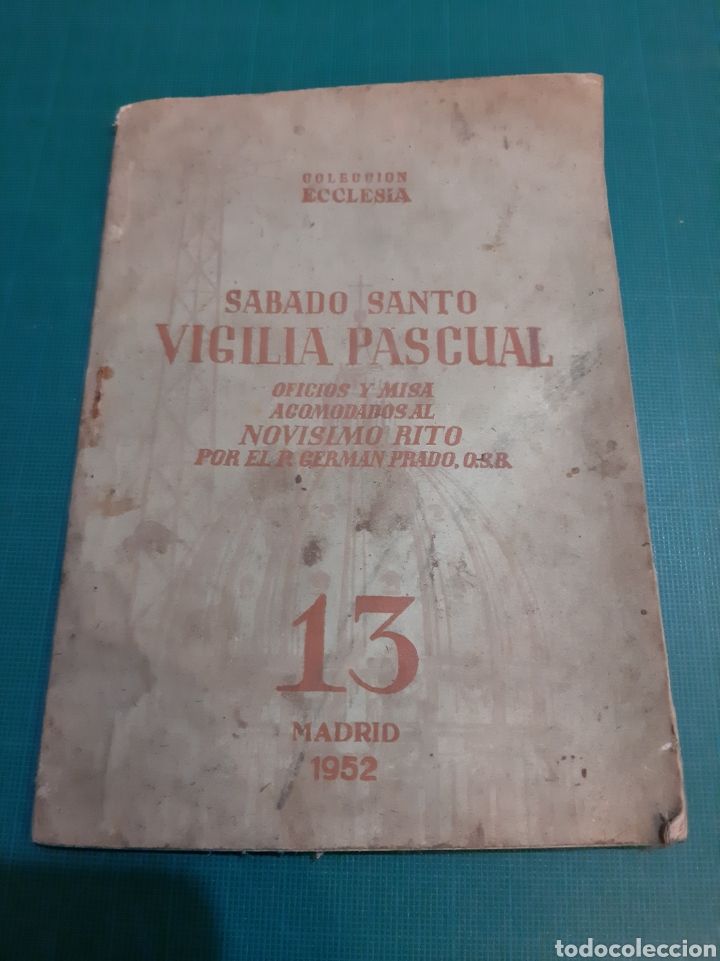 COLECCION
ECCLESIA
SABADO SANTO
VIGILIA PASCUAL
OFICIOS Y MISA
ACOMODADOS AL
NOVISIMO RITO
POR EL P. GERMAN PRADO, O.S.B.
13
MADRID
1952
todocoleccion